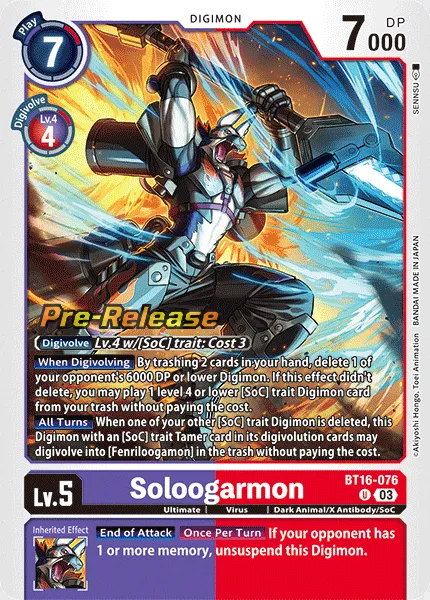 DIGIMON
Play
7
7000 DP
Digivolve
Lv.4
4
SENNSU
©Akiyoshi Hongo, Toei Animation BANDAI MADE IN JAPAN
Pre-Release
Digivolve Lv.4 w/[SoC] trait: Cost 3
When Digivolving By trashing 2 cards in your hand, delete 1 of
your opponent's 6000 DP or lower Digimon. If this effect didn't
delete, you may play 1 level 4 or lower [SoC] trait Digimon card
from your trash without paying the cost.
All Turns When one of your other [SoC] trait Digimon is deleted, this
Digimon with an [SoC] trait Tamer card in its digivolution cards may
digivolve into [Fenriloogamon] in the trash without paying the cost.
BT16-076
Lv.5 Soloogarmon U 03
Ultimate | Virus | Dark Animal/X Antibody/SoC
Inherited Effect
End of Attack Once Per Turn If your opponent has
1 or more memory, unsuspend this Digimon.